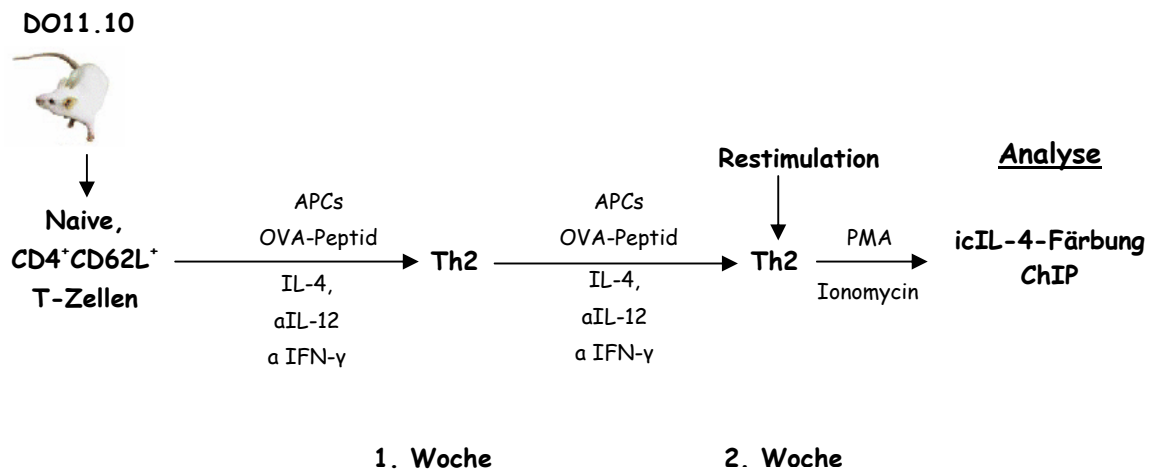 DO11.10
Naive,
CD4⁺CD62L⁺
T-Zellen
APCs
OVA-Peptid
IL-4,
aIL-12
a IFN-γ
Th2
APCs
OVA-Peptid
IL-4,
aIL-12
a IFN-γ
Restimulation
Th2
PMA
Ionomycin
Analyse
icIL-4-Färbung
ChIP
1. Woche
2. Woche